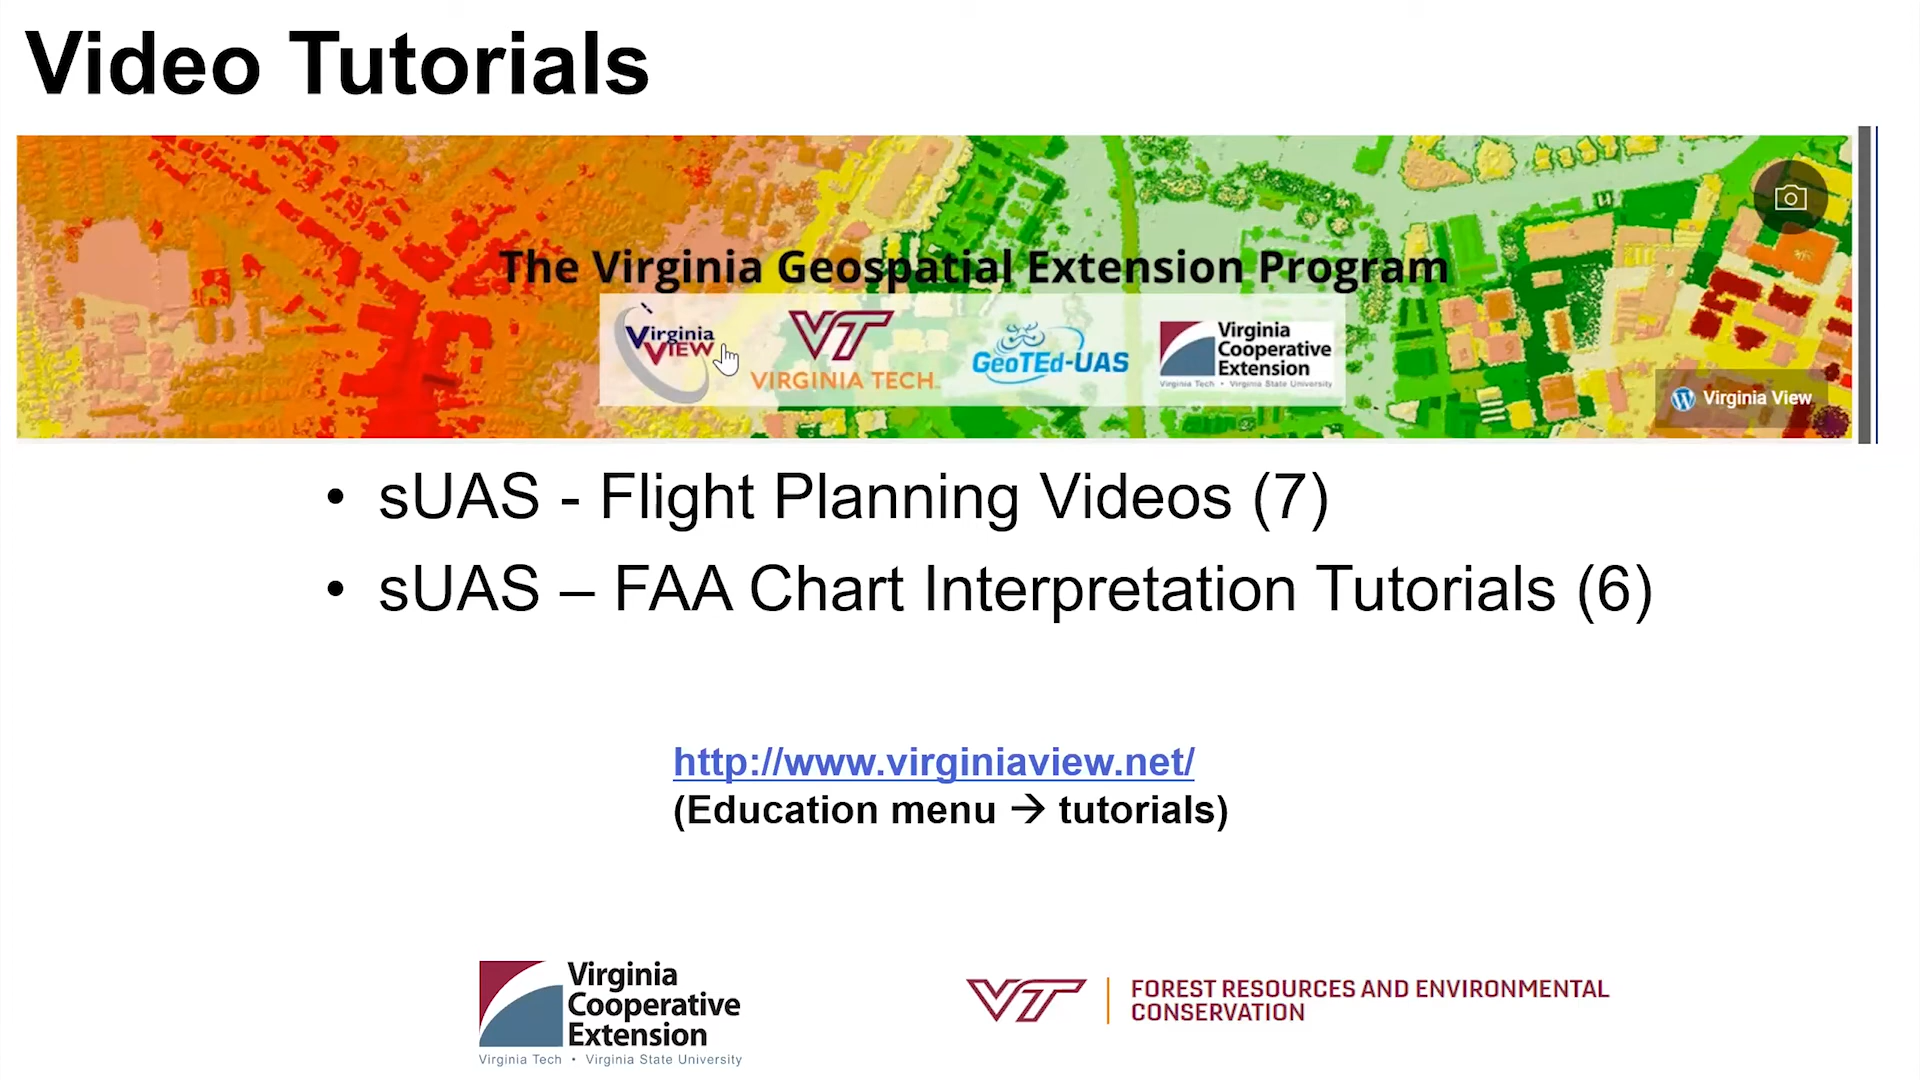 Video Tutorials
The Virginia Geospatial Extension Program
Virginia
VIEW
VT
VIRGINIA TECH.
GeoTEd-UAS
Virginia
Cooperative
Extension
Virginia Tech • Virginia State University
Virginia View
• sUAS - Flight Planning Videos (7)
• sUAS – FAA Chart Interpretation Tutorials (6)
http://www.virginiaview.net/
(Education menu → tutorials)
Virginia
Cooperative
Extension
Virginia Tech • Virginia State University
VT
FOREST RESOURCES AND ENVIRONMENTAL
CONSERVATION